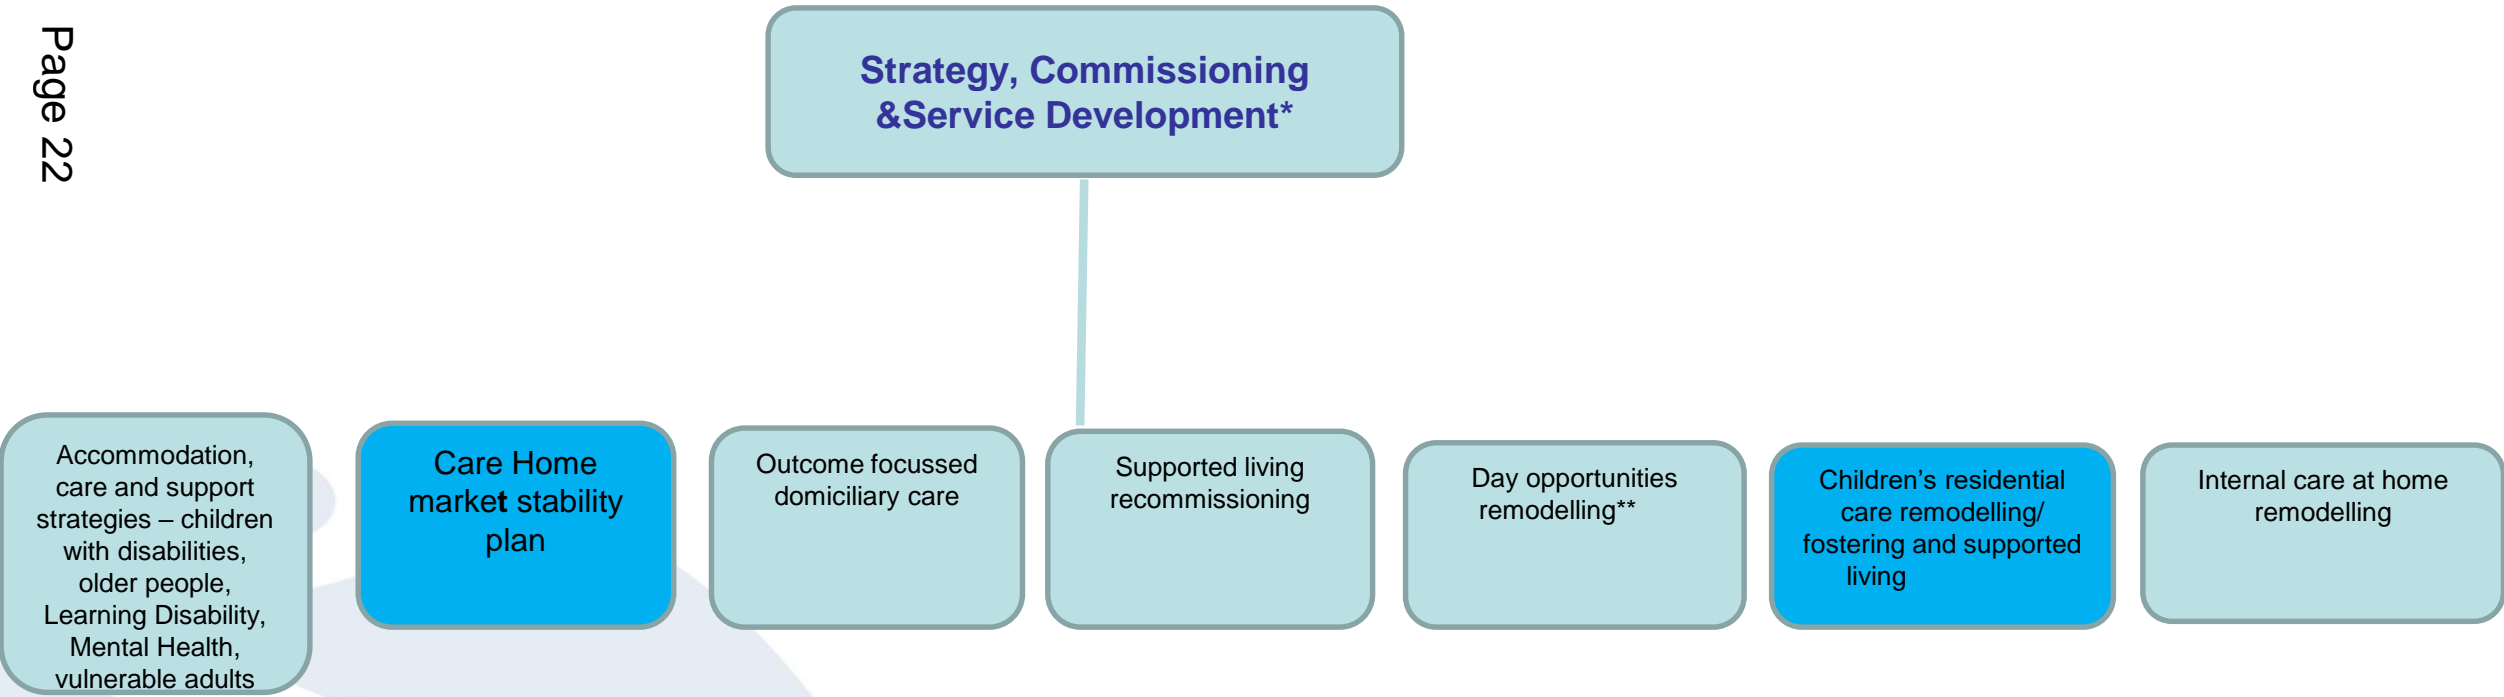 Page 22
Strategy, Commissioning
&Service Development*
Accommodation,
care and support
strategies – children
with disabilities,
older people,
Learning Disability,
Mental Health,
vulnerable adults
Care Home
market stability
plan
Outcome focussed
domiciliary care
Supported living
recommissioning
Day opportunities
remodelling**
Children’s residential
care remodelling/
fostering and supported
living
Internal care at home
remodelling